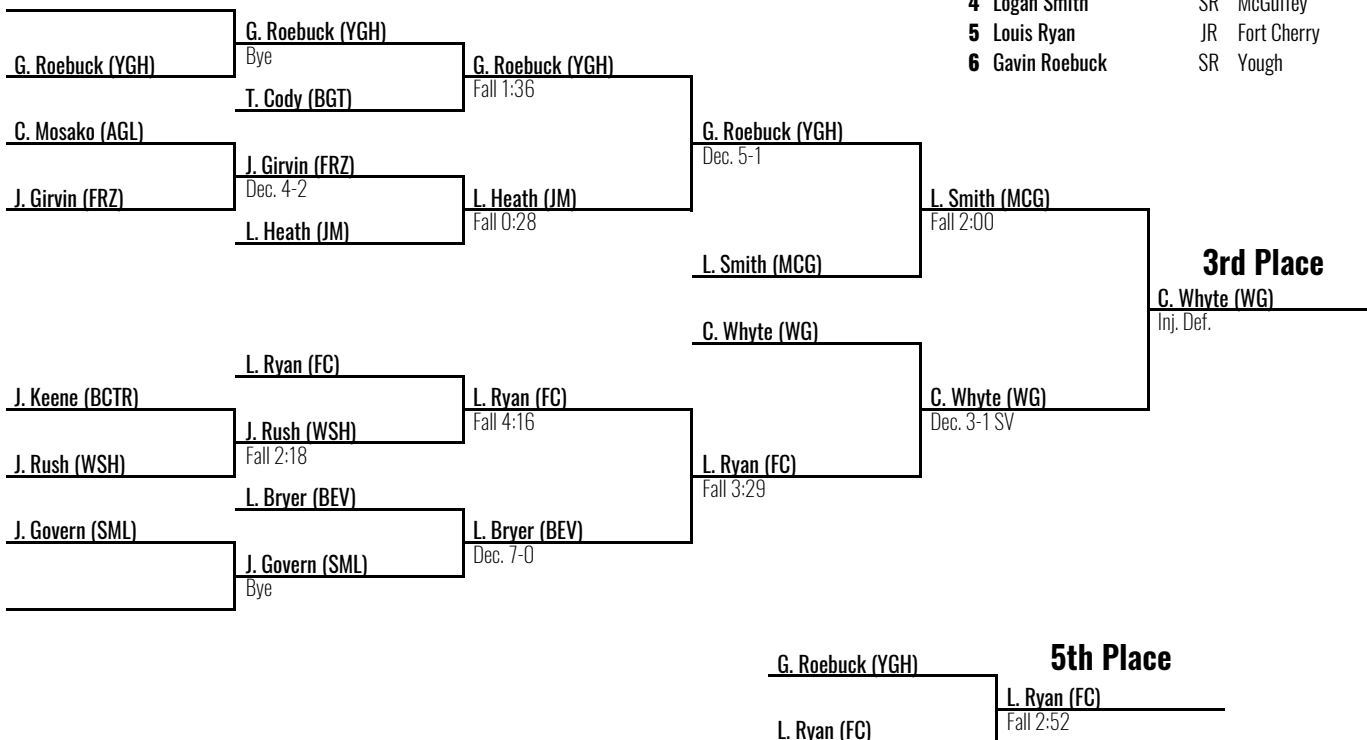 4 Logan Smith SR McGuffey
G. Roebuck (YGH)
Bye
5 Louis Ryan JR Fort Cherry
G. Roebuck (YGH)
G. Roebuck (YGH)
Fall 1:36
6 Gavin Roebuck SR Yough
T. Cody (BGT)
C. Mosako (AGL)
G. Roebuck (YGH)
Dec. 5-1
J. Girvin (FRZ)
Dec. 4-2
J. Girvin (FRZ)
L. Heath (JM)
Fall 0:28
L. Smith (MCG)
Fall 2:00
L. Heath (JM)
L. Smith (MCG)
3rd Place
C. Whyte (WG)
Inj. Def.
C. Whyte (WG)
L. Ryan (FC)
J. Keene (BCTR)
L. Ryan (FC)
Fall 4:16
C. Whyte (WG)
Dec. 3-1 SV
J. Rush (WSH)
Fall 2:18
J. Rush (WSH)
L. Ryan (FC)
Fall 3:29
L. Bryer (BEV)
J. Govern (SML)
L. Bryer (BEV)
Dec. 7-0
J. Govern (SML)
Bye
5th Place
G. Roebuck (YGH)
L. Ryan (FC)
Fall 2:52
L. Ryan (FC)